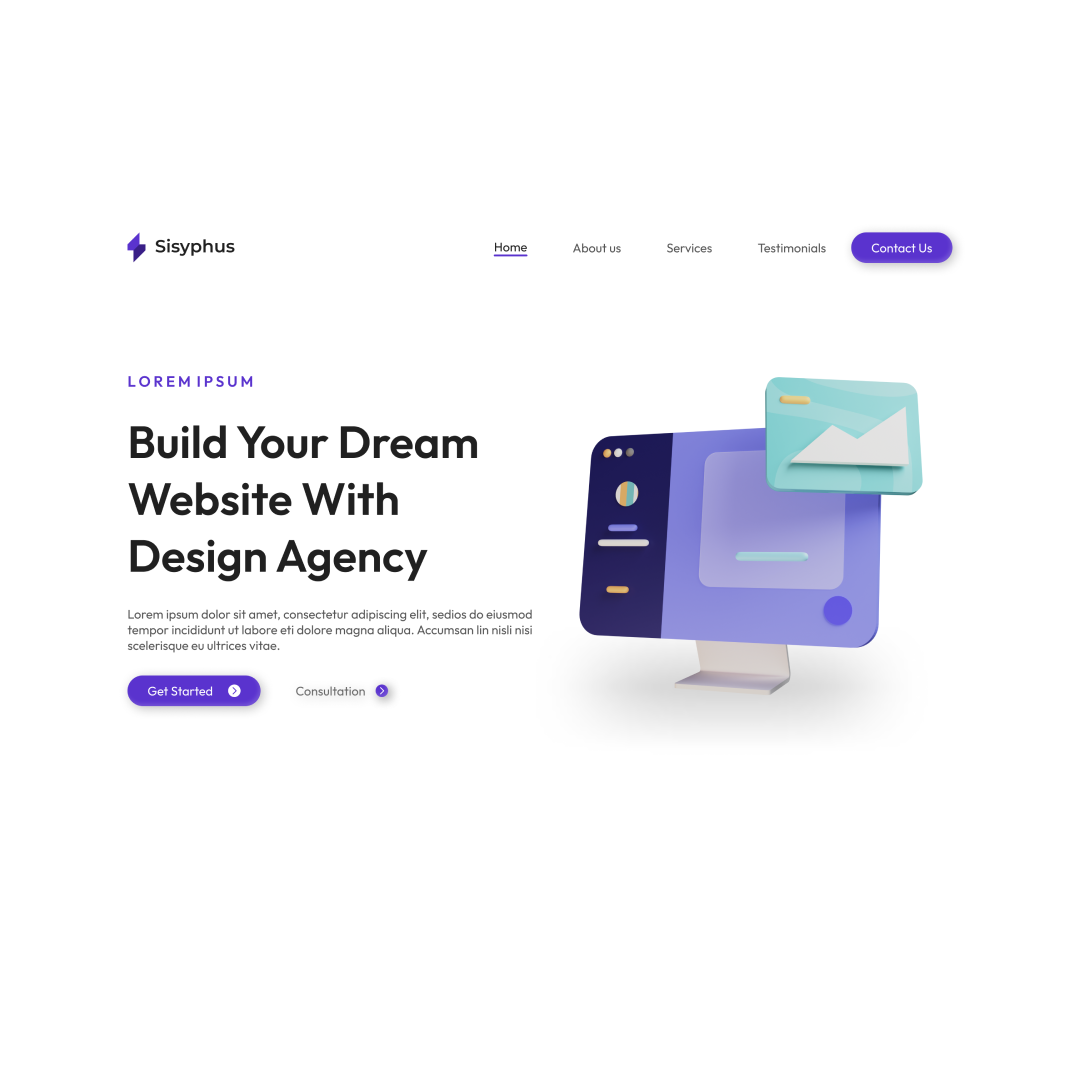 Sisyphus
Home
About us
Services
Testimonials
Contact Us
LOREM IPSUM
Build Your Dream
Website With
Design Agency
Lorem ipsum dolor sit amet, consectetur adipiscing elit, sedios do eiusmod
tempor incididunt ut labore eti dolore magna aliqua. Accumsan lin nisli nisi
scelerisque eu ultrices vitae.
Get Started
Consultation